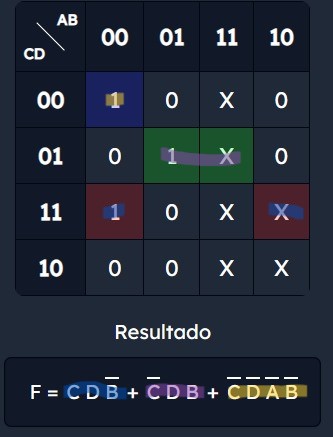 AB
CD 00 01 11 10
00 1 0 X 0
01 0 1 X 0
11 1 0 X X
10 0 0 X X
Resultado
F = C D B̅ + C̅ D B + C̅ D̅ A̅ B̅